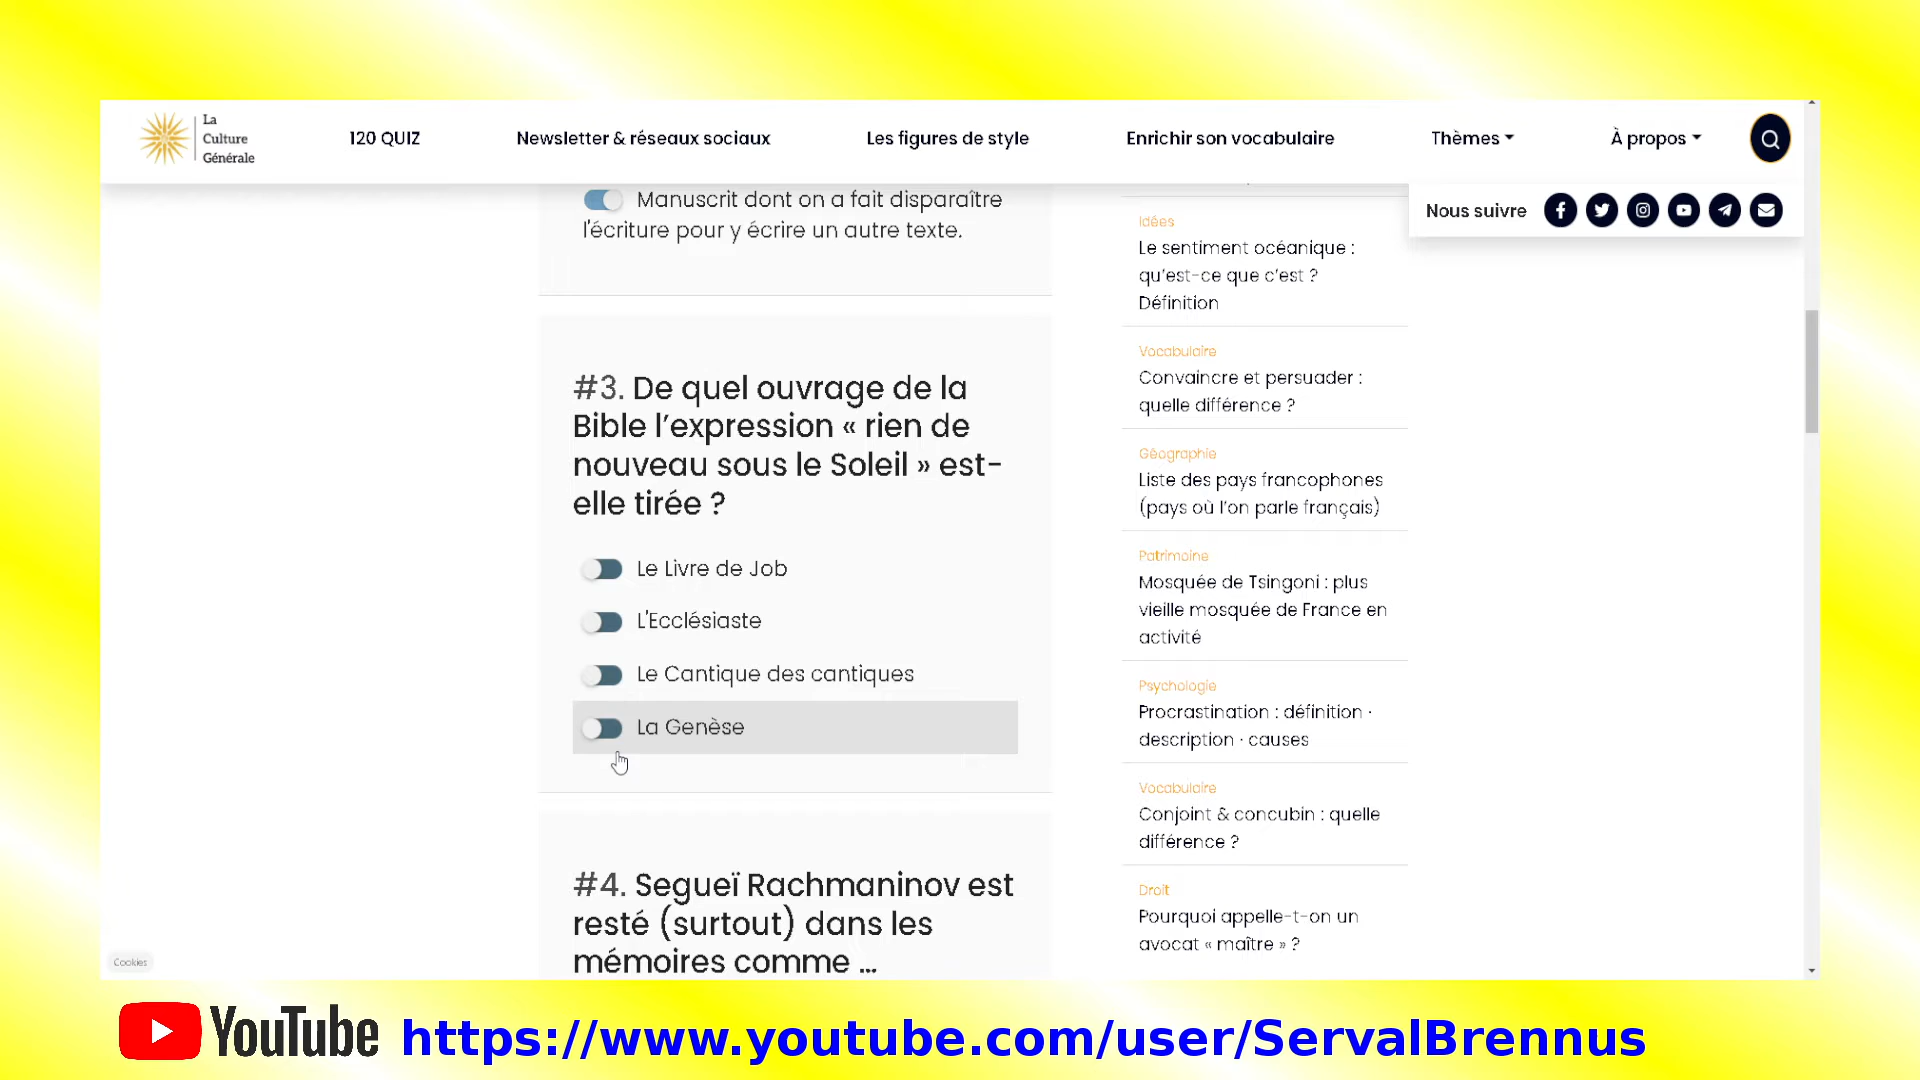 La
Culture
Générale
120 QUIZ
Newsletter & réseaux sociaux
Les figures de style
Enrichir son vocabulaire
Thèmes
À propos
Nous suivre
Manuscrit dont on a fait disparaître
l'écriture pour y écrire un autre texte.
#3. De quel ouvrage de la
Bible l'expression « rien de
nouveau sous le Soleil » est-
elle tirée ?
Le Livre de Job
L'Ecclésiaste
Le Cantique des cantiques
La Genèse
#4. Segueï Rachmaninov est
resté (surtout) dans les
mémoires comme ...
Idées
Le sentiment océanique :
qu'est-ce que c'est ?
Définition
Vocabulaire
Convaincre et persuader :
quelle différence ?
Géographie
Liste des pays francophones
(pays où l'on parle français)
Patrimoine
Mosquée de Tsingoni : plus
vieille mosquée de France en
activité
Psychologie
Procrastination : définition ·
description · causes
Vocabulaire
Conjoint & concubin : quelle
différence ?
Droit
Pourquoi appelle-t-on un
avocat « maître » ?
Cookies
YouTube https://www.youtube.com/user/ServalBrennus